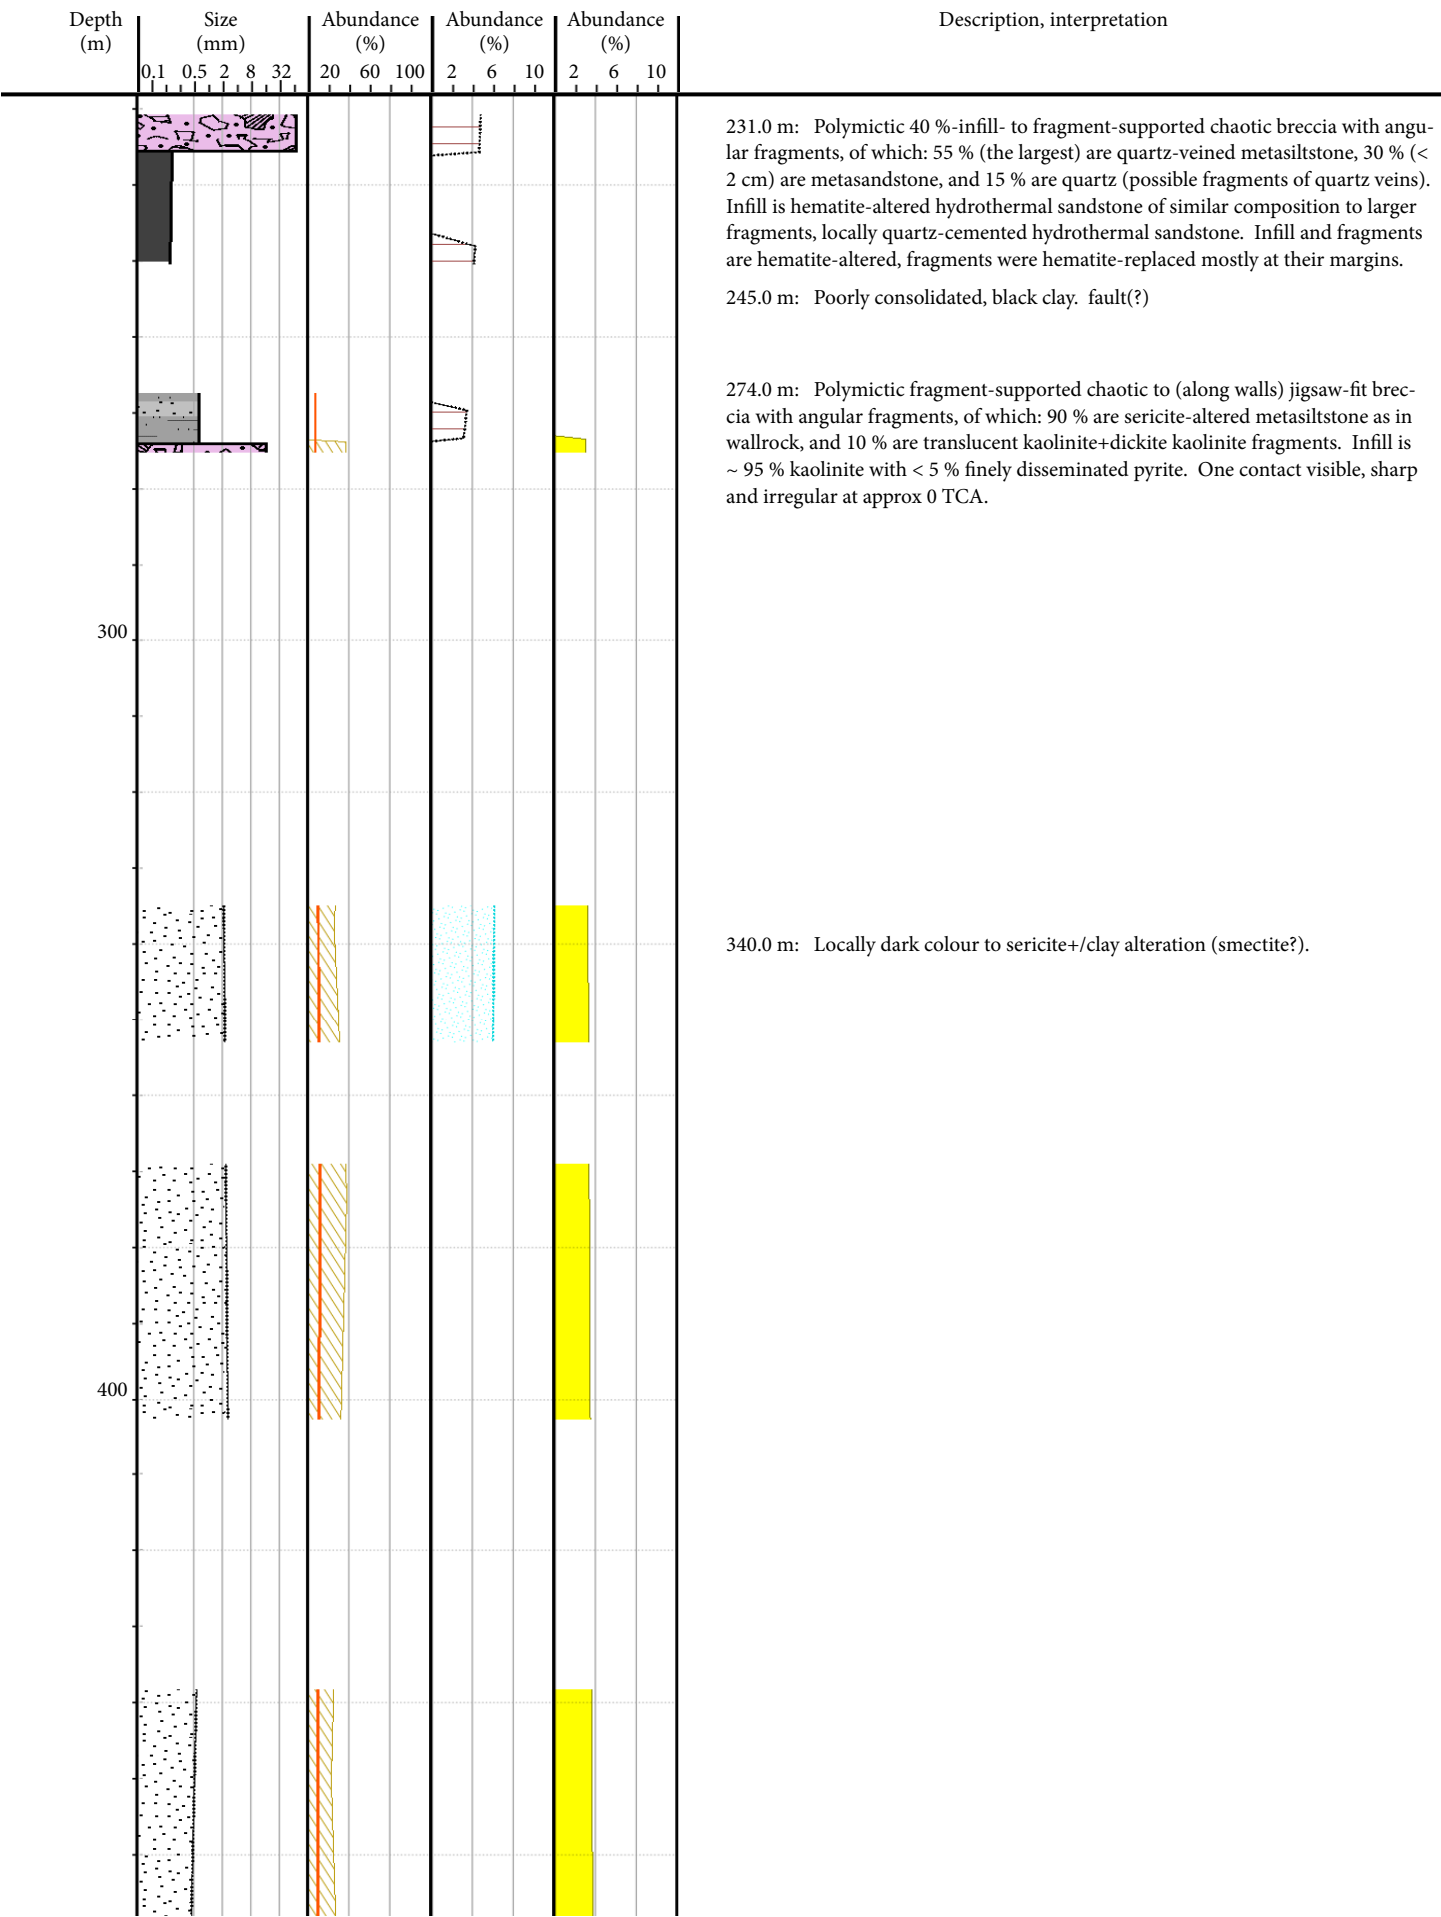 Depth Size Abundance Abundance Abundance Description, interpretation
(m) (mm) (%) (%) (%)
0.1 0.5 2 8 32 20 60 100 2 6 10 2 6 10
231.0 m: Polymictic 40 %-infill- to fragment-supported chaotic breccia with angu-
lar fragments, of which: 55 % (the largest) are quartz-veined metasiltstone, 30 % (<
2 cm) are metasandstone, and 15 % are quartz (possible fragments of quartz veins).
Infill is hematite-altered hydrothermal sandstone of similar composition to larger
fragments, locally quartz-cemented hydrothermal sandstone. Infill and fragments
are hematite-altered, fragments were hematite-replaced mostly at their margins.
245.0 m: Poorly consolidated, black clay. fault(?)
274.0 m: Polymictic fragment-supported chaotic to (along walls) jigsaw-fit brec-
cia with angular fragments, of which: 90 % are sericite-altered metasiltstone as in
wallrock, and 10 % are translucent kaolinite+dickite kaolinite fragments. Infill is
~ 95 % kaolinite with < 5 % finely disseminated pyrite. One contact visible, sharp
and irregular at approx 0 TCA.
300
340.0 m: Locally dark colour to sericite+/clay alteration (smectite?).
400